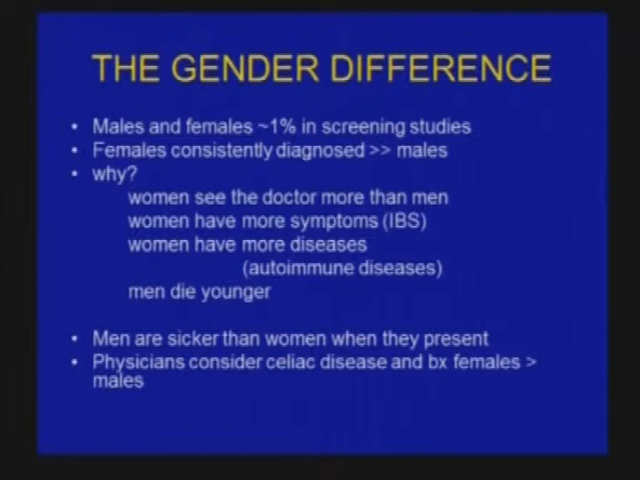 THE GENDER DIFFERENCE
• Males and females ~1% in screening studies
• Females consistently diagnosed >> males
• why?
women see the doctor more than men
women have more symptoms (IBS)
women have more diseases
(autoimmune diseases)
men die younger
• Men are sicker than women when they present
• Physicians consider celiac disease and bx females >
males